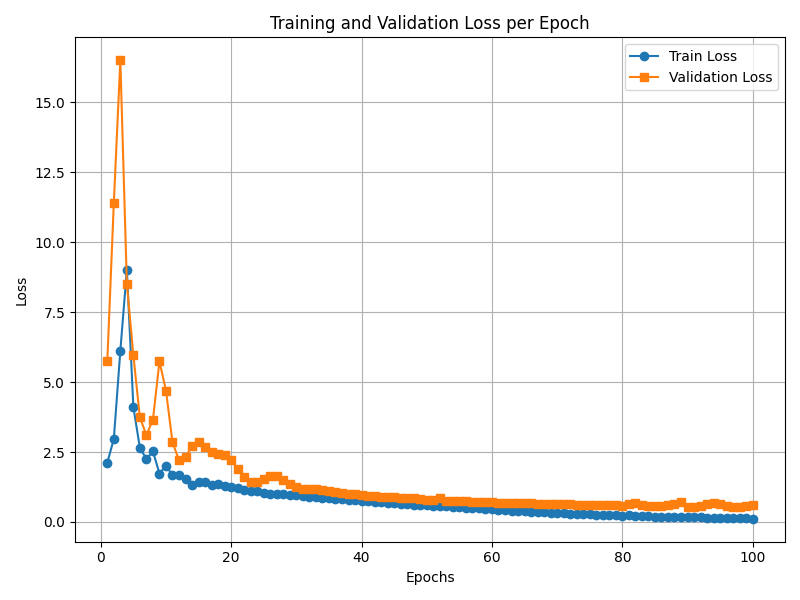 Training and Validation Loss per Epoch
Train Loss
Validation Loss
15.0
12.5
10.0
7.5
5.0
2.5
0.0
Loss
0 20 40 60 80 100
Epochs